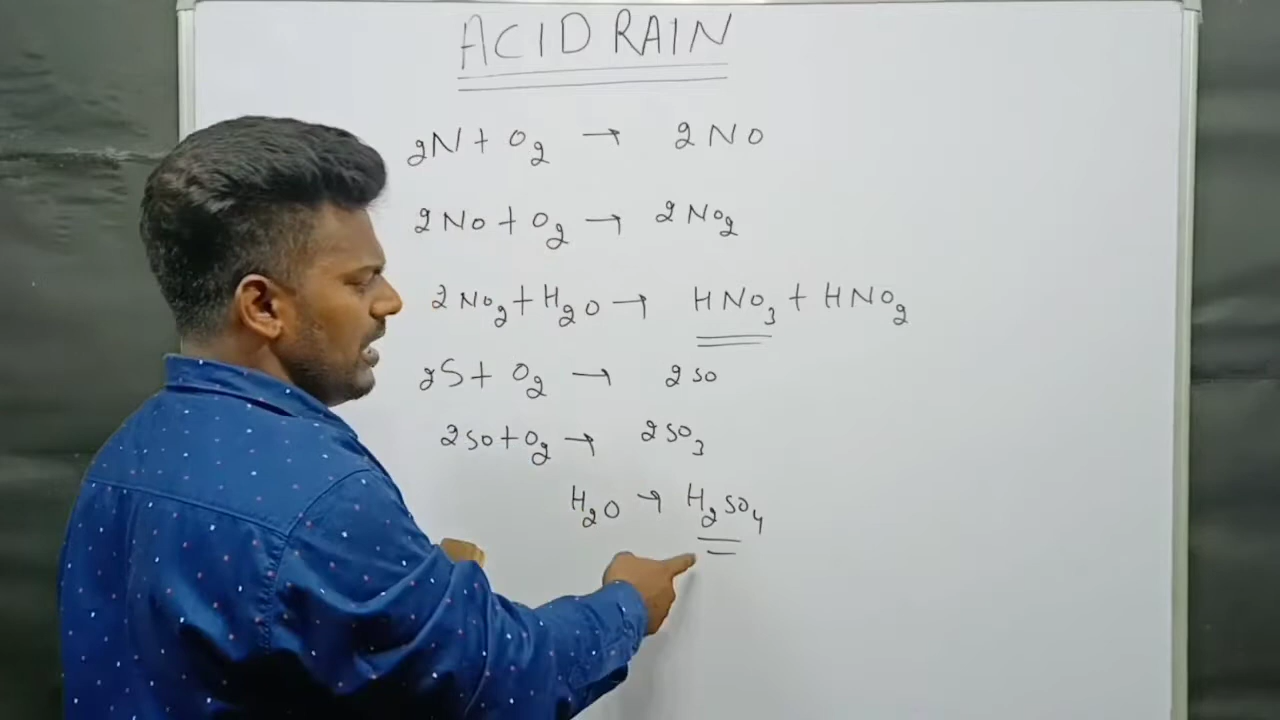 ACID RAIN
2N + O2 → 2NO
2NO + O2 → 2NO2
2NO2 + H2O → HNO3 + HNO2
2S + O2 → 2SO
2SO + O2 → 2SO3
H2O → H2SO4